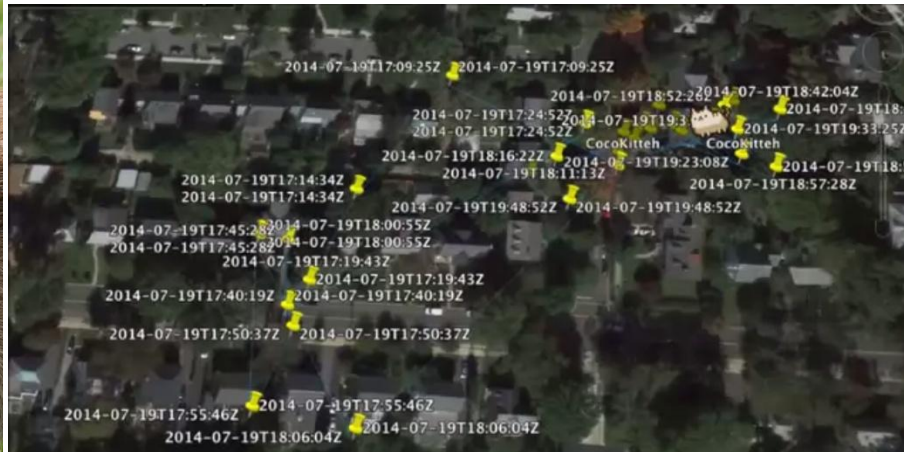 2014-07-19T17:09:25Z 2014-07-19T17:09:25Z
2014-07-19T18:52:26Z 2014-07-19T18:42:04Z
2014-07-19T17:24:52Z
2014-07-19T17:24:52Z
2014-07-19T19:33:25Z
CocoKitteh CocoKitteh
2014-07-19T18:16:22Z 2014-07-19T19:23:08Z
2014-07-19T18:11:13Z
2014-07-19T18:57:28Z
2014-07-19T17:14:34Z
2014-07-19T17:14:34Z
2014-07-19T19:48:52Z 2014-07-19T19:48:52Z
2014-07-19T17:45:28Z 2014-07-19T18:00:55Z
2014-07-19T17:45:28Z 2014-07-19T18:00:55Z
2014-07-19T17:19:43Z
2014-07-19T17:19:43Z
2014-07-19T17:40:19Z 2014-07-19T17:40:19Z
2014-07-19T17:50:37Z 2014-07-19T17:50:37Z
2014-07-19T17:55:46Z 2014-07-19T17:55:46Z
2014-07-19T18:06:04Z 2014-07-19T18:06:04Z